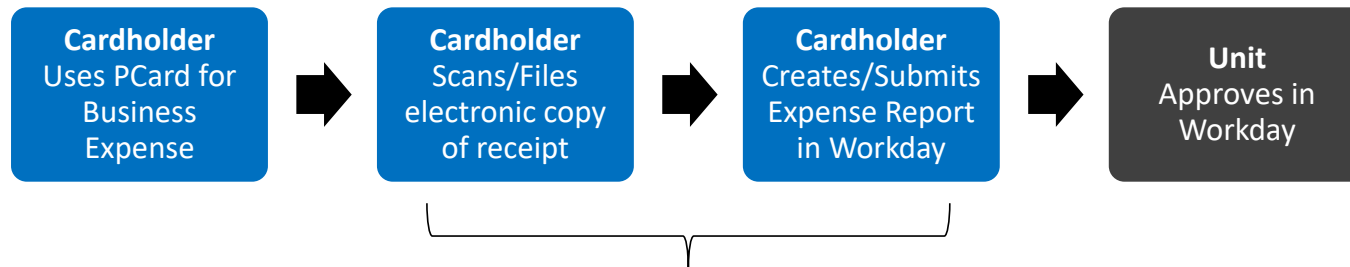 Cardholder
Uses PCard for
Business
Expense
Cardholder
Scans/Files
electronic copy
of receipt
Cardholder
Creates/Submits
Expense Report
in Workday
Unit
Approves in
Workday